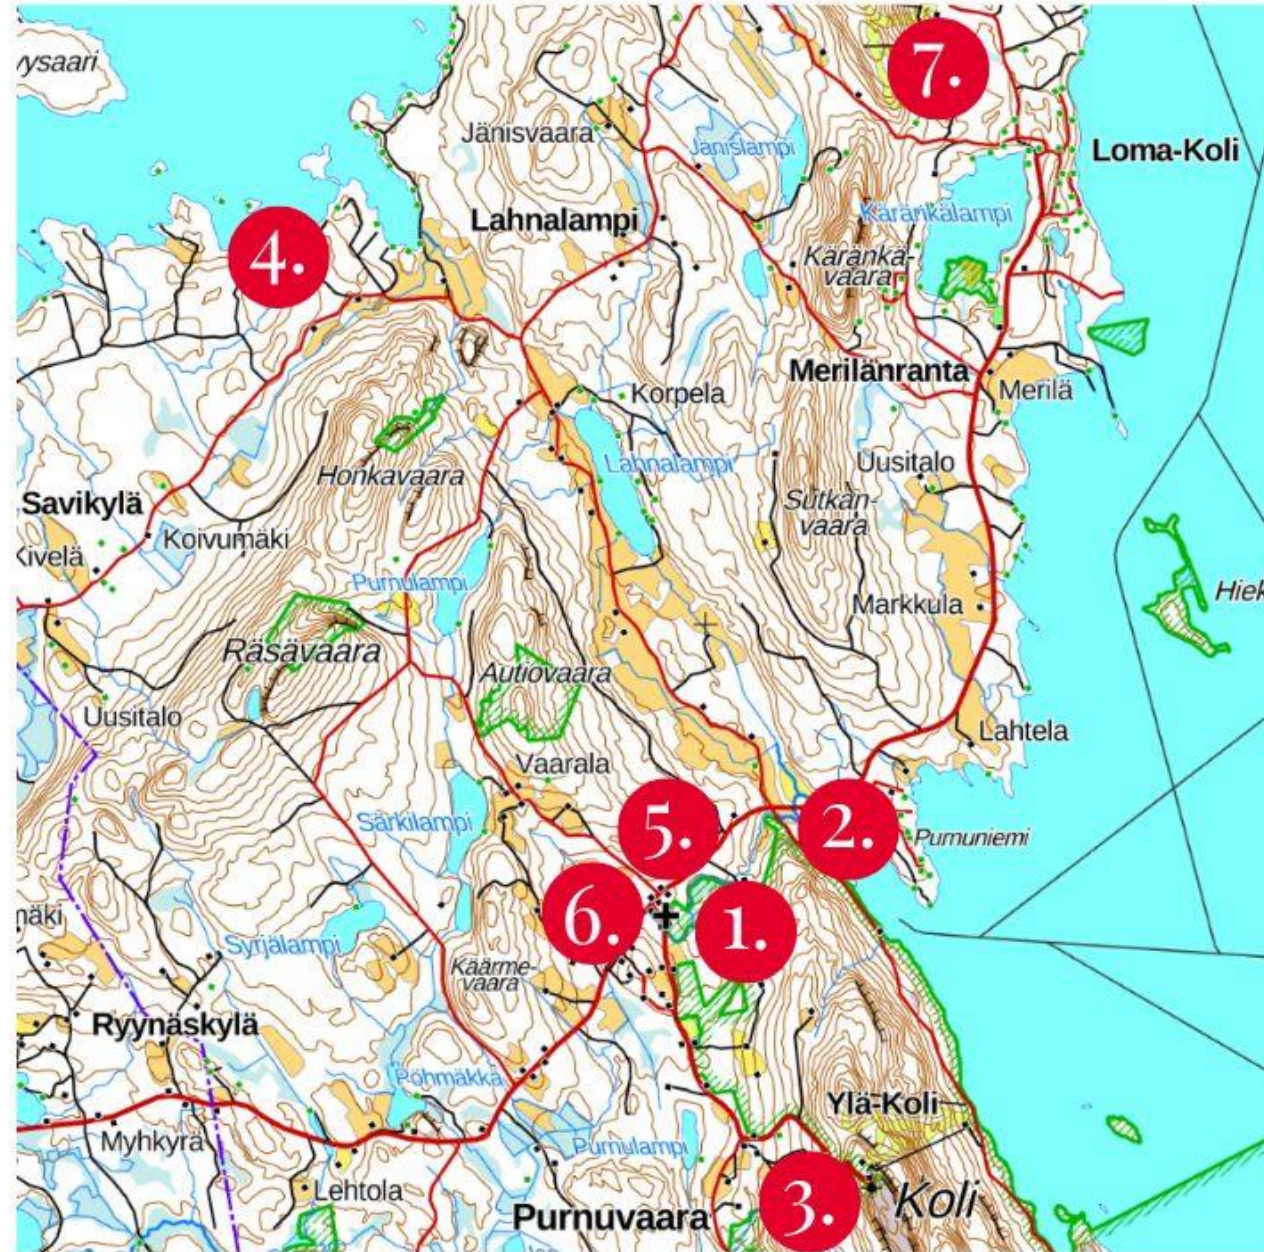 7.
ysaari
Jänisvaara
Jänislampi
Loma-Koli
Lahnalampi
Käränkälampi
4.
Käränkä-
vaara
Merilänranta
Merilä
Korpela
Lahnalampi
Uusitalo
Honkavaara
Savikylä
Sutkan-
vaara
Koivumäki
Kivelä
Purnulampi
Hiek
Markkula
Räsävaara
Autiovaara
Uusitalo
Lahtela
Vaarala
Särkilampi
5.
2.
Purnuniemi
6.
1.
mäki
Syrjälampi
Käärme-
vaara
Ryynäskylä
Pöhmäkkä
Ylä-Koli
Myhkyrä
Purnulampi
Lehtola
3.
Koli
Purnuvaara